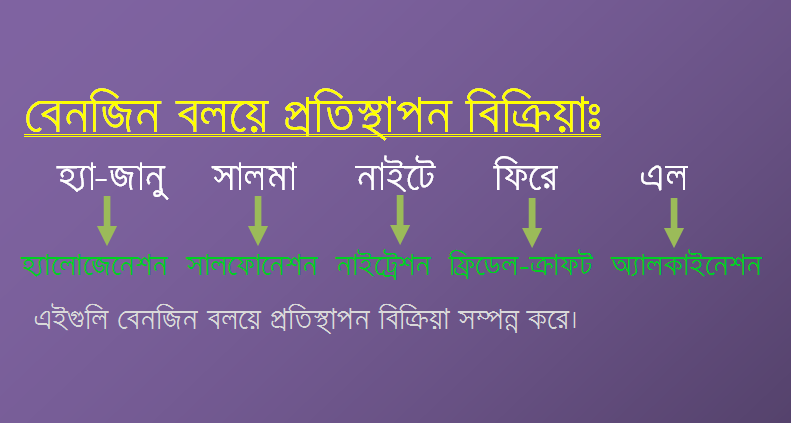 বেনজিন বলয়ে প্রতিস্থাপন বিক্রিয়াঃ
হ্যা-জানু সালমা নাইটে ফিরে এল
হ্যালোজেনেশন সালফোনেশন নাইট্রেশন ফ্রিডেল-ক্রাফট অ্যালকাইনেশন
এইগুলি বেনজিন বলয়ে প্রতিস্থাপন বিক্রিয়া সম্পন্ন করে।